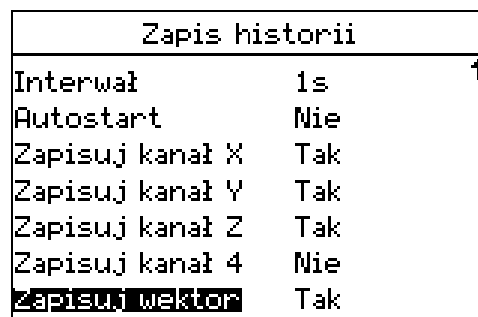 Zapis historii
Interwał 1s
Autostart Nie
Zapisuj kanał X Tak
Zapisuj kanał Y Tak
Zapisuj kanał Z Tak
Zapisuj kanał 4 Nie
Zapisuj wektor Tak